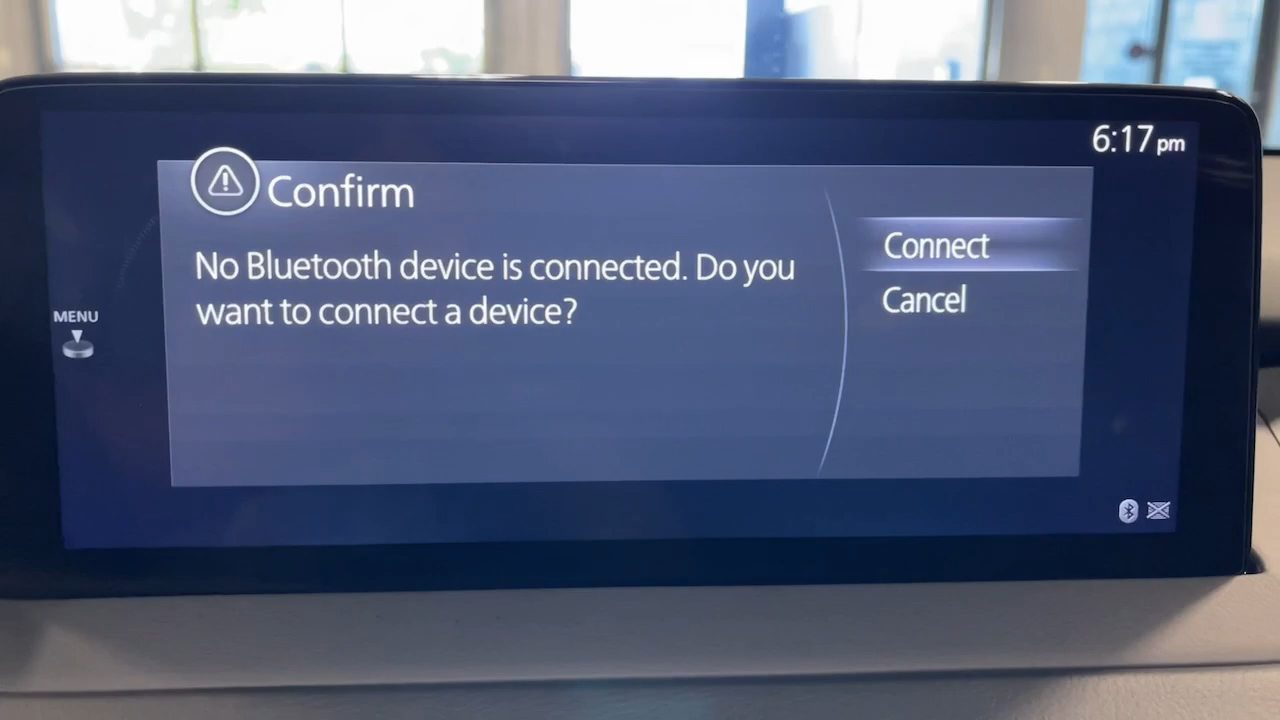 6:17 pm
Confirm
No Bluetooth device is connected. Do you
want to connect a device?
Connect
Cancel
MENU